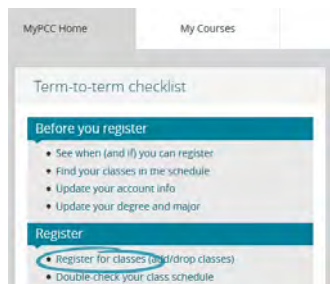 MyPCC Home
My Courses
Term-to-term checklist
Before you register
See when (and if) you can register
Find your classes in the schedule
Update your account info
Update your degree and major
Register
Register for classes (add/drop classes)
Double-check your class schedule